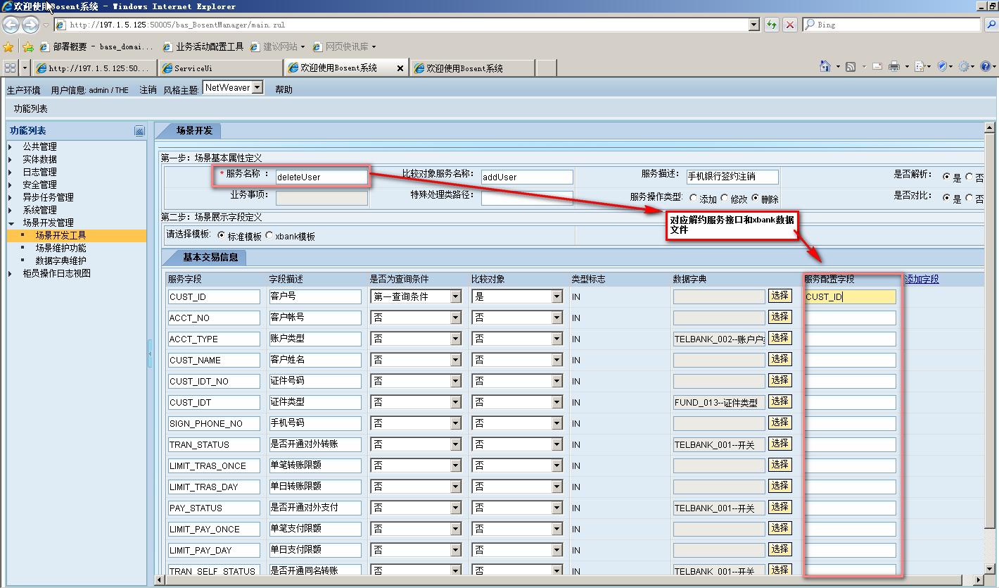 欢迎使用Bosent系统 - Windows Internet Explorer
http://197.1.5.125:50005/bas_BosentManager/main.zul
Bing
部署概要 - base_domai... 业务活动配置工具 建议网站 网页快讯库
http://197.1.5.125:50... ServiceUi 欢迎使用Bosent系统 欢迎使用Bosent系统
生产环境 用户信息: admin / THE 注销 风格主题: NetWeaver 帮助
功能列表
功能列表
公共管理
实体数据
日志管理
安全管理
异步任务管理
系统管理
场景开发管理
场景开发工具
场景维护功能
数据字典维护
柜员操作日志视图
场景开发
第一步: 场景基本属性定义
* 服务名称 : deleteUser 比较对象服务名称: addUser 服务描述: 手机银行签约注销 是否解析: 是 否
业务事项: 特殊处理类路径: 服务操作类型: 添加 修改 删除 是否对比: 是 否
第二步: 场景展示字段定义
对应解约服务接口和xbank数据
文件
请选择模板: 标准模板 xbank模板
基本交易信息
服务字段 字段描述 是否为查询条件 比较对象 类型标志 数据字典 服务配置字段 添加字段
CUST_ID 客户号 第一查询条件 是 IN 选择 CUST_ID
ACCT_NO 客户帐号 否 否 IN 选择
ACCT_TYPE 账户类型 否 否 IN TELBANK_002--账户户 选择
CUST_NAME 客户姓名 否 否 IN 选择
CUST_IDT_NO 证件号码 否 否 IN 选择
CUST_IDT 证件类型 否 否 IN FUND_013--证件类型 选择
SIGN_PHONE_NO 手机号码 否 否 IN 选择
TRAN_STATUS 是否开通对外转账 否 否 IN TELBANK_001--开关 选择
LIMIT_TRAS_ONCE 单笔转账限额 否 否 IN 选择
LIMIT_TRAS_DAY 单日转账限额 否 否 IN 选择
PAY_STATUS 是否开通对外支付 否 否 IN TELBANK_001--开关 选择
LIMIT_PAY_ONCE 单笔支付限额 否 否 IN 选择
LIMIT_PAY_DAY 单日支付限额 否 否 IN 选择
TRAN_SELF_STATUS 是否开通同名转账 否 否 IN TELBANK_001--开关 选择